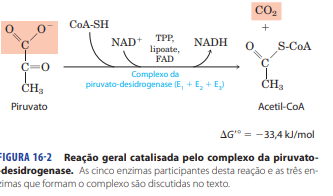 CO₂
+
O O⁻ CoA-SH NAD⁺ TPP, lipoate, FAD NADH O S-CoA
C C
C=O CH₃
CH₃
Complexo da
piruvato-desidrogenase (E₁ + E₂ + E₃)
Piruvato Acetil-CoA
ΔG′° = −33,4 kJ/mol
FIGURA 16-2 Reação geral catalisada pelo complexo da piruvato-
-desidrogenase. As cinco enzimas participantes desta reação e as três en-
zimas que formam o complexo são discutidas no texto.